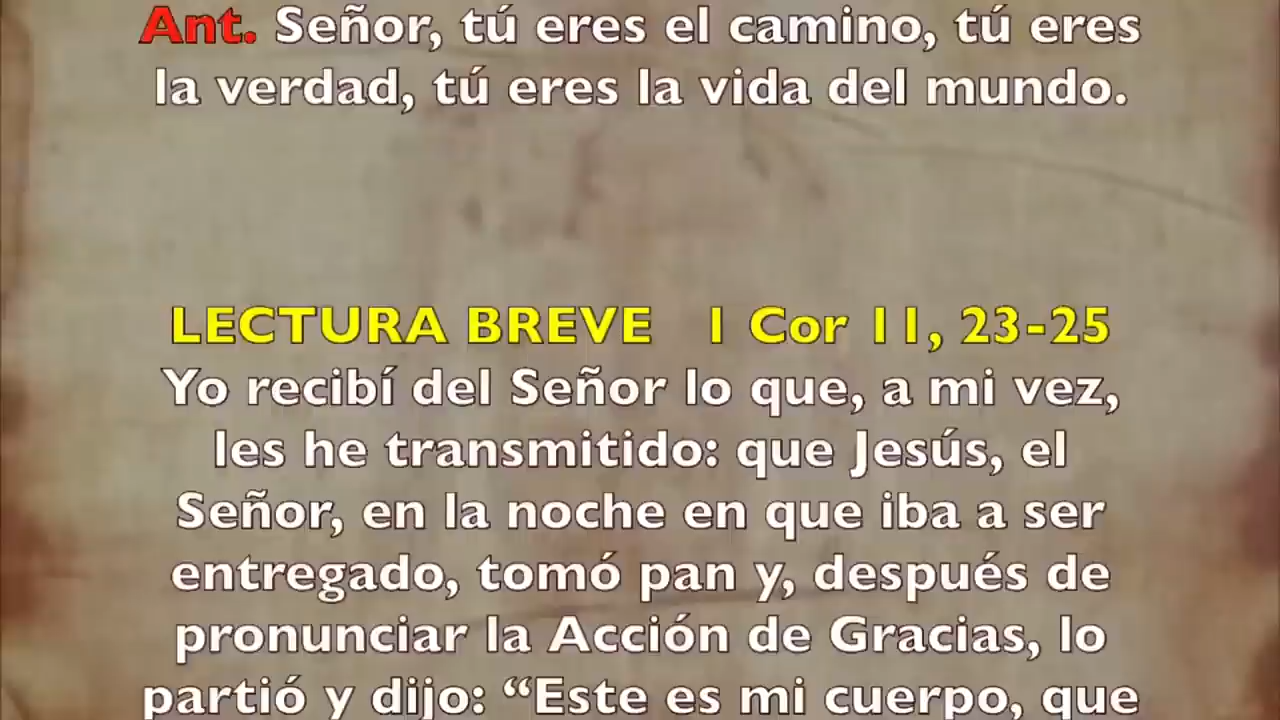 Ant. Señor, tú eres el camino, tú eres
la verdad, tú eres la vida del mundo.
LECTURA BREVE 1 Cor 11, 23-25
Yo recibí del Señor lo que, a mi vez,
les he transmitido: que Jesús, el
Señor, en la noche en que iba a ser
entregado, tomó pan y, después de
pronunciar la Acción de Gracias, lo
partió y dijo: “Este es mi cuerpo, que